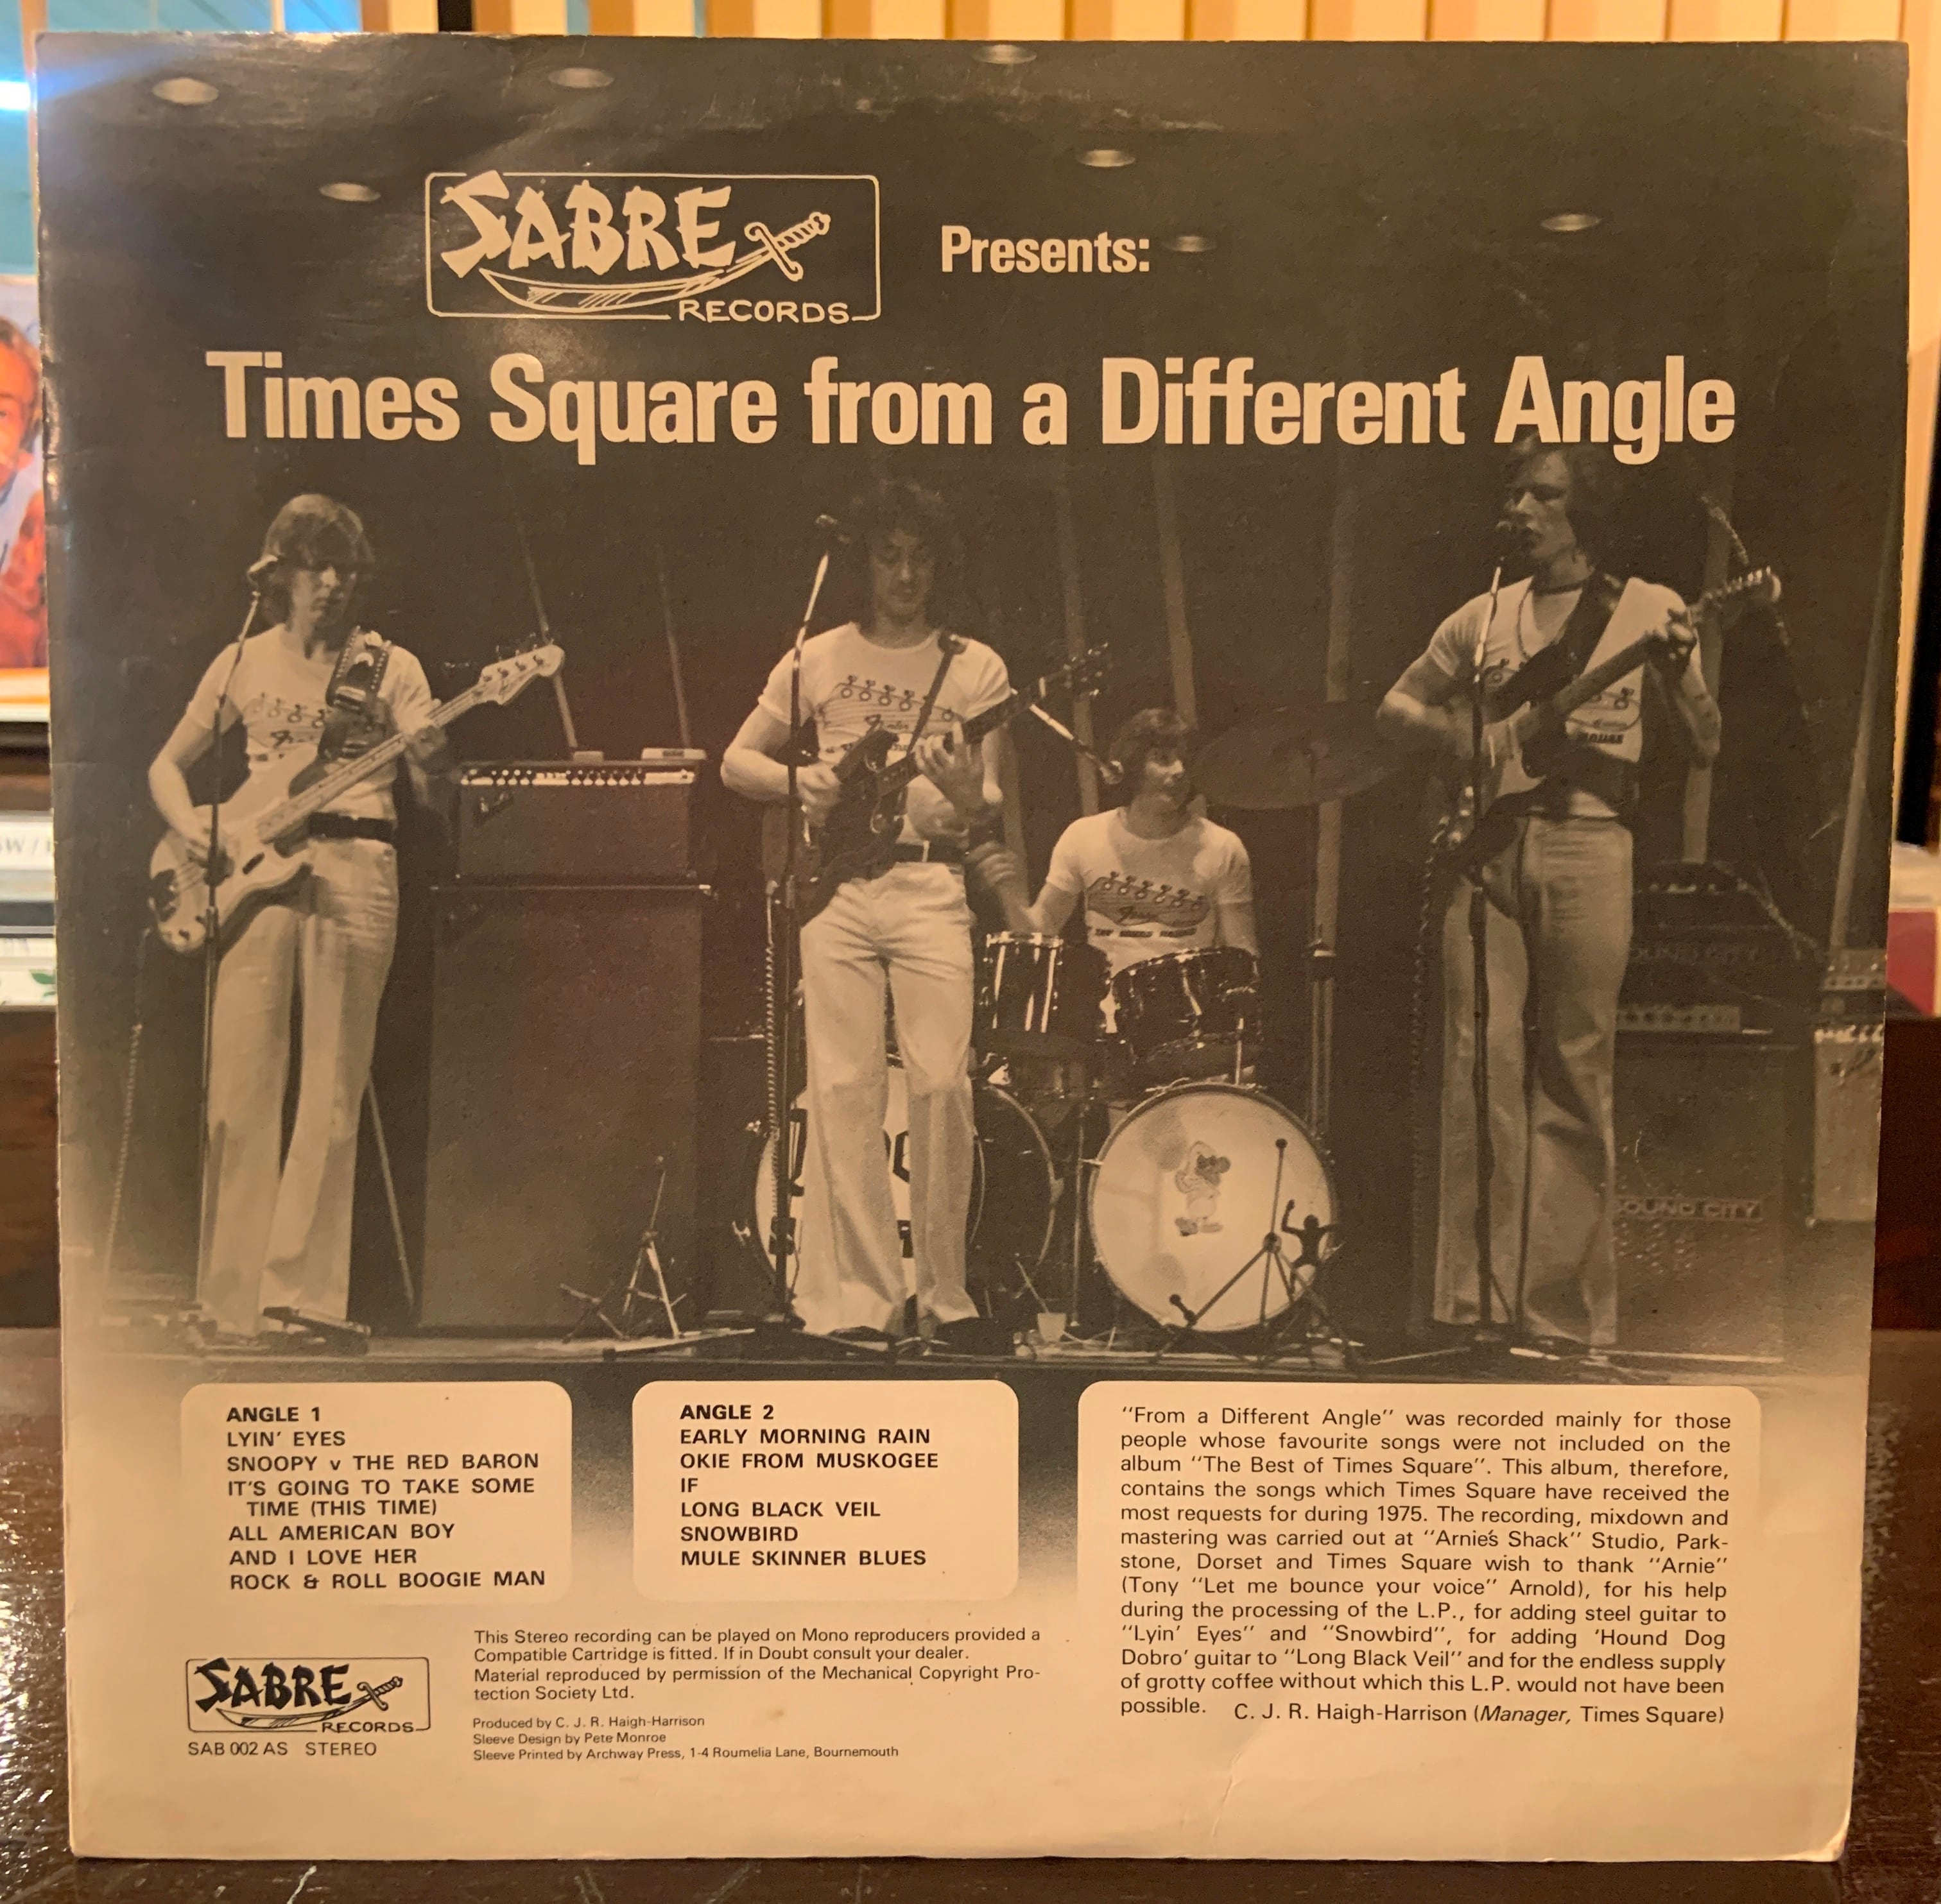 SABRE
RECORDS
Presents:
Times Square from a Different Angle
SOUND CITY
ANGLE 1
LYIN' EYES
SNOOPY v THE RED BARON
IT'S GOING TO TAKE SOME
TIME (THIS TIME)
ALL AMERICAN BOY
AND I LOVE HER
ROCK & ROLL BOOGIE MAN
ANGLE 2
EARLY MORNING RAIN
OKIE FROM MUSKOGEE
IF
LONG BLACK VEIL
SNOWBIRD
MULE SKINNER BLUES
"From a Different Angle" was recorded mainly for those
people whose favourite songs were not included on the
album "The Best of Times Square". This album, therefore,
contains the songs which Times Square have received the
most requests for during 1975. The recording, mixdown and
mastering was carried out at "Arnie's Shack" Studio, Park-
stone, Dorset and Times Square wish to thank "Arnie"
(Tony "Let me bounce your voice" Arnold), for his help
during the processing of the L.P., for adding steel guitar to
"Lyin' Eyes" and "Snowbird", for adding 'Hound Dog
Dobro' guitar to "Long Black Veil" and for the endless supply
of grotty coffee without which this L.P. would not have been
possible. C. J. R. Haigh-Harrison (Manager, Times Square)
This Stereo recording can be played on Mono reproducers provided a
Compatible Cartridge is fitted. If in Doubt consult your dealer.
Material reproduced by permission of the Mechanical Copyright Pro-
tection Society Ltd.
Produced by C. J. R. Haigh-Harrison
Sleeve Design by Pete Monroe
Sleeve Printed by Archway Press, 1-4 Roumelia Lane, Bournemouth
SABRE
RECORDS
SAB 002 AS STEREO